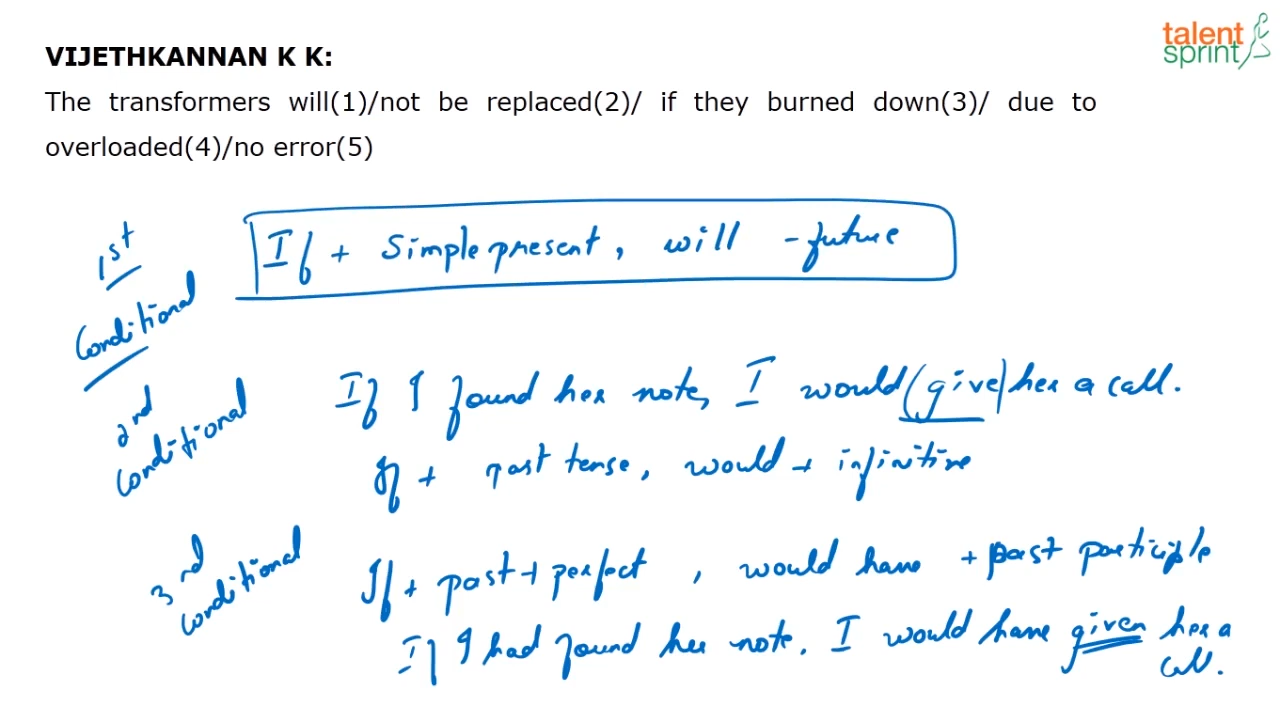 talent
sprint
VIJETHKANNAN K K:
The transformers will(1)/not be replaced(2)/ if they burned down(3)/ due to
overloaded(4)/no error(5)
1st
Conditional
If + Simple present, will - future
2nd
Conditional
If I found her note, I would (give) her a call.
If + past tense, would + infinitive
3rd
Conditional
If + past + perfect, would have + past participle
If I had found her note. I would have given her a
call.